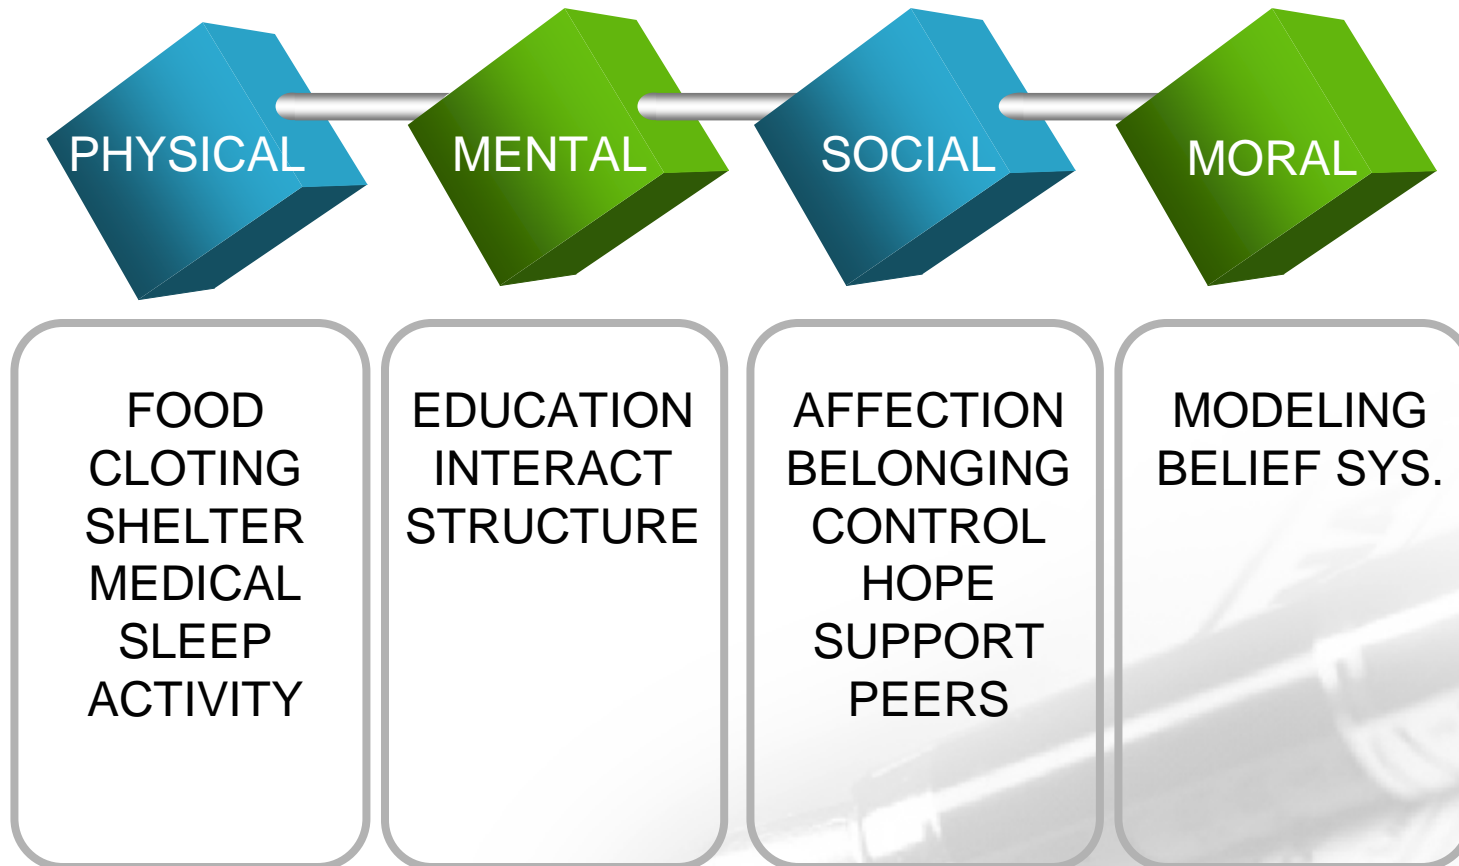 PHYSICAL
MENTAL
SOCIAL
MORAL
FOOD
CLOTING
SHELTER
MEDICAL
SLEEP
ACTIVITY
EDUCATION
INTERACT
STRUCTURE
AFFECTION
BELONGING
CONTROL
HOPE
SUPPORT
PEERS
MODELING
BELIEF SYS.